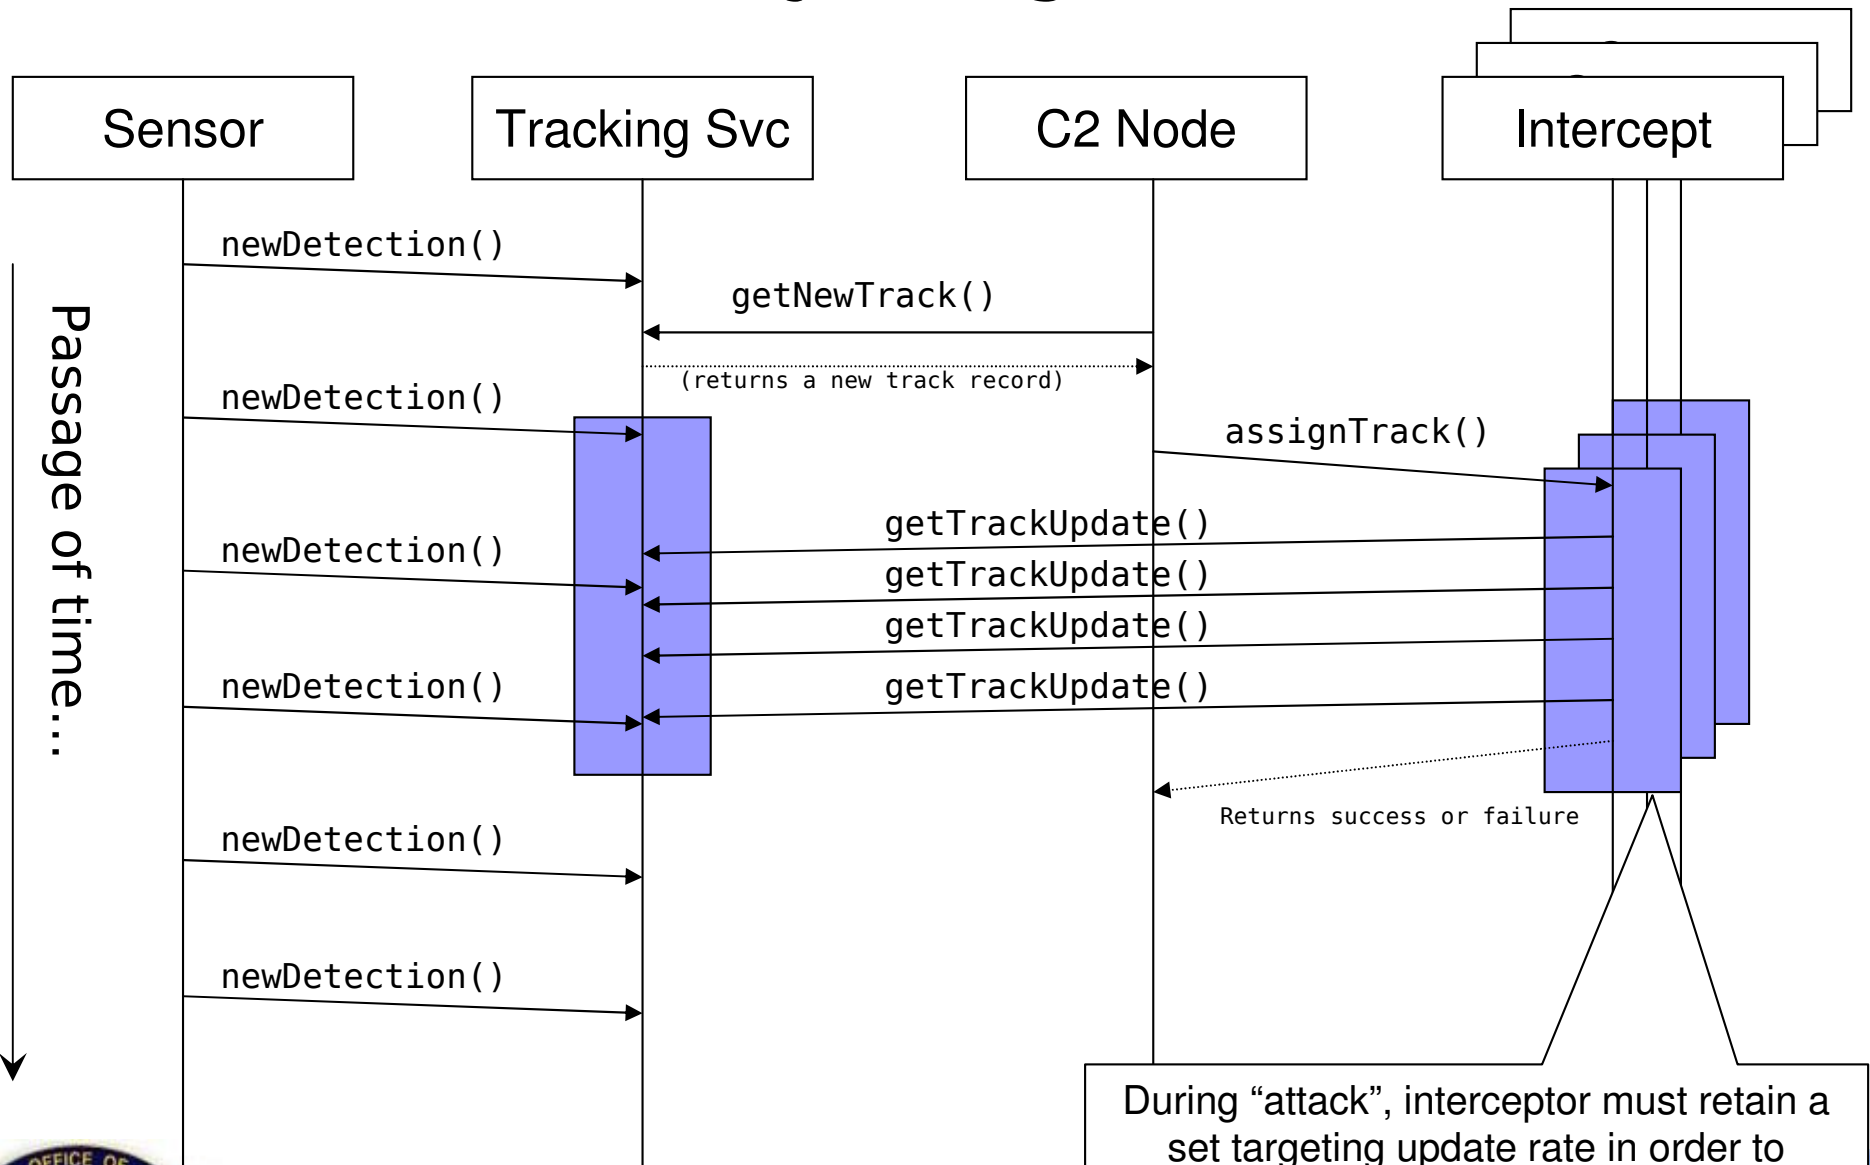 Sensor
Tracking Svc
C2 Node
Intercept
newDetection()
getNewTrack()
(returns a new track record)
newDetection()
assignTrack()
getTrackUpdate()
newDetection()
getTrackUpdate()
getTrackUpdate()
newDetection()
getTrackUpdate()
Returns success or failure
newDetection()
newDetection()
Passage of time...
During “attack”, interceptor must retain a
set targeting update rate in order to
OFFICE OF